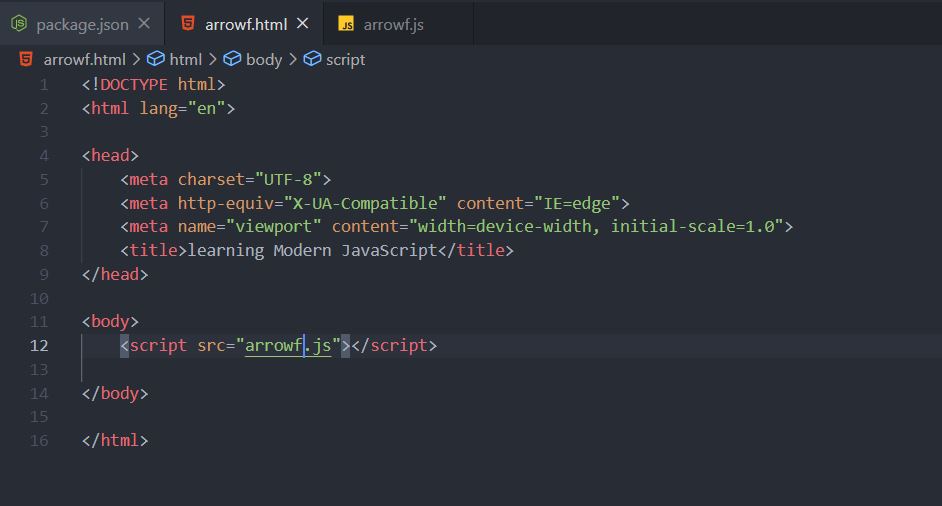 package.json
arrowf.html
JS arrowf.js
arrowf.html > html > body > script
1 <!DOCTYPE html>
2 <html lang="en">
3
4 <head>
5 <meta charset="UTF-8">
6 <meta http-equiv="X-UA-Compatible" content="IE=edge">
7 <meta name="viewport" content="width=device-width, initial-scale=1.0">
8 <title>learning Modern JavaScript</title>
9 </head>
10
11 <body>
12 <script src="arrowf.js"></script>
13
14 </body>
15
16 </html>